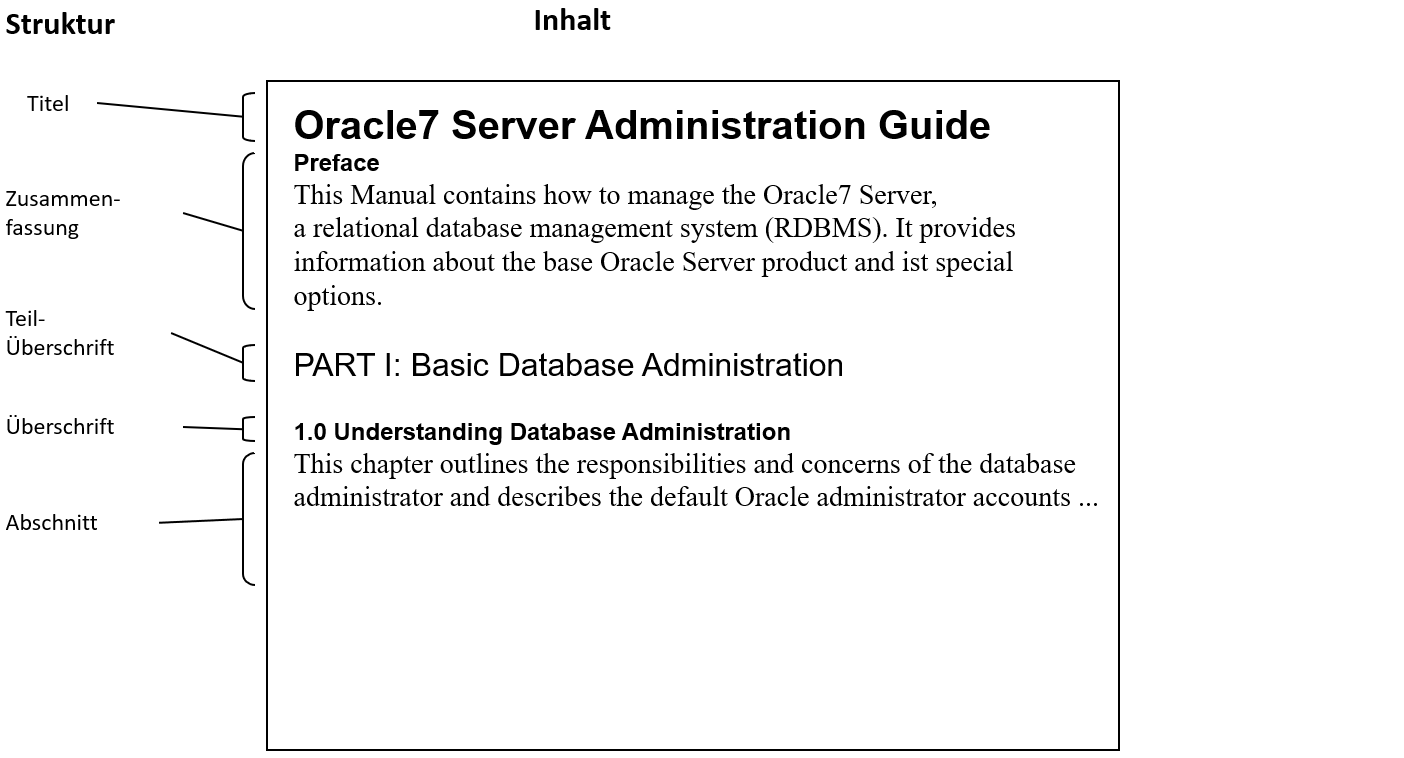 Struktur
Inhalt
Titel
Oracle7 Server Administration Guide
Preface
Zusammen-
fassung
This Manual contains how to manage the Oracle7 Server,
a relational database management system (RDBMS). It provides
information about the base Oracle Server product and ist special
options.
Teil-
Überschrift
PART I: Basic Database Administration
Überschrift
1.0 Understanding Database Administration
Abschnitt
This chapter outlines the responsibilities and concerns of the database
administrator and describes the default Oracle administrator accounts ...